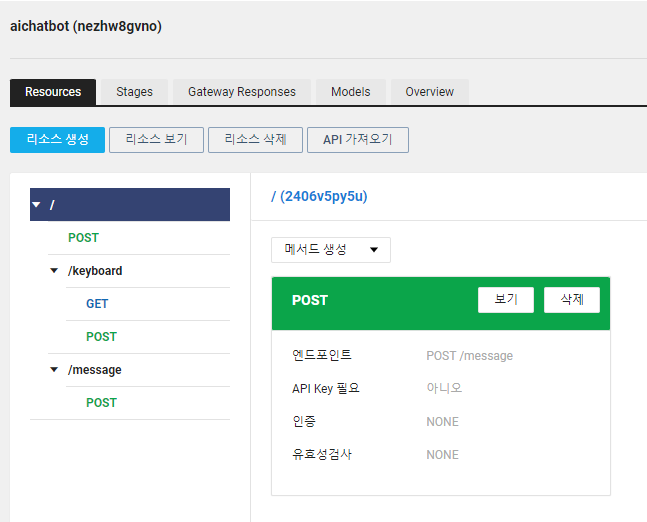 aichatbot (nezhw8gvno)
Resources Stages Gateway Responses Models Overview
리소스 생성 리소스 보기 리소스 삭제 API 가져오기
/
POST
/keyboard
GET
POST
/message
POST
/ (2406v5py5u)
메서드 생성
POST 보기 삭제
엔드포인트 POST /message
API Key 필요 아니오
인증 NONE
유효성검사 NONE